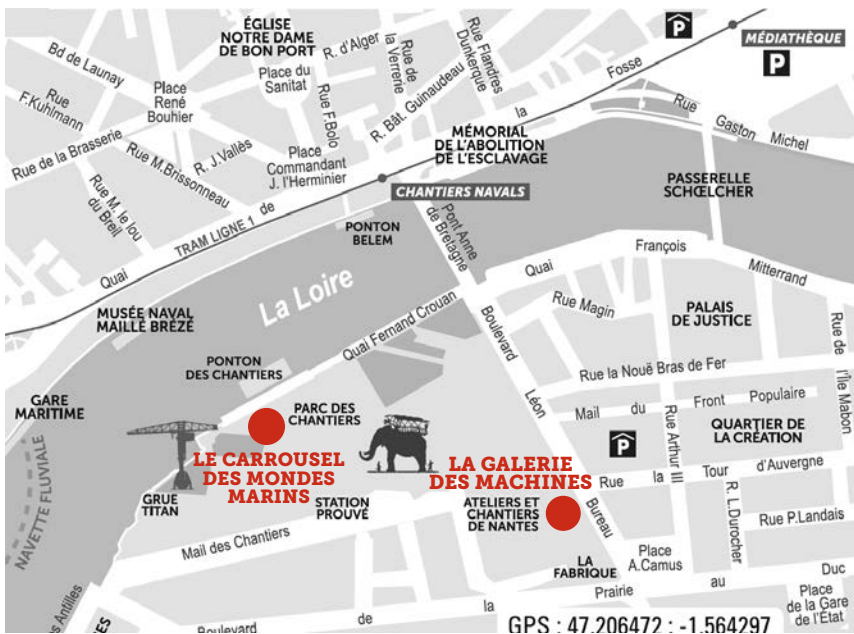 ÉGLISE
NOTRE DAME
DE BON PORT
R. d'Alger
Rue de
la Verrerie
Rue Flandres
Dunkerque
P
MÉDIATHÈQUE
P
Bd de Launay
Place
René
Bouhier
Place du
Sanitat
Rue F.Bolo
R. Bât. Guinaudeau
la
Fosse
Rue
F.Kuhlmann
Rue
Gaston
Michel
Rue de la Brasserie
Rue M.Brissonneau
R. J.Vallès
Place
Commandant
J. l'Herminier
MÉMORIAL
DE L'ABOLITION
DE L'ESCLAVAGE
CHANTIERS NAVALS
PASSERELLE
SCHŒLCHER
Rue M. le lou
du Breil
Quai
TRAM LIGNE 1
de
PONTON
BELEM
Pont Anne
de Bretagne
Quai
François
Mitterrand
La Loire
MUSÉE NAVAL
MAILLÉ BRÉZÉ
Quai Fernand Crouan
Rue Magin
PALAIS
DE JUSTICE
Boulevard
Léon
Bureau
Rue de
l'Île Mabon
PONTON
DES CHANTIERS
Rue la Nouë Bras de Fer
GARE
MARITIME
PARC DES
CHANTIERS
Mail du Front Populaire
Rue Arthur III
QUARTIER DE
LA CRÉATION
P
LE CARROUSEL
DES MONDES
MARINS
LA GALERIE
DES MACHINES
Rue la Tour d'Auvergne
NAVETTE FLUVIALE
GRUE
TITAN
STATION
PROUVÉ
ATELIERS ET
CHANTIERS
DE NANTES
R. L.Durocher
Rue P.Landais
Mail des Chantiers
LA
FABRIQUE
Place
A.Camus
Prairie au Duc
Place
de la Gare
de l'État
Antilles
Boulevard de la
GPS : 47.206472 : -1.564297